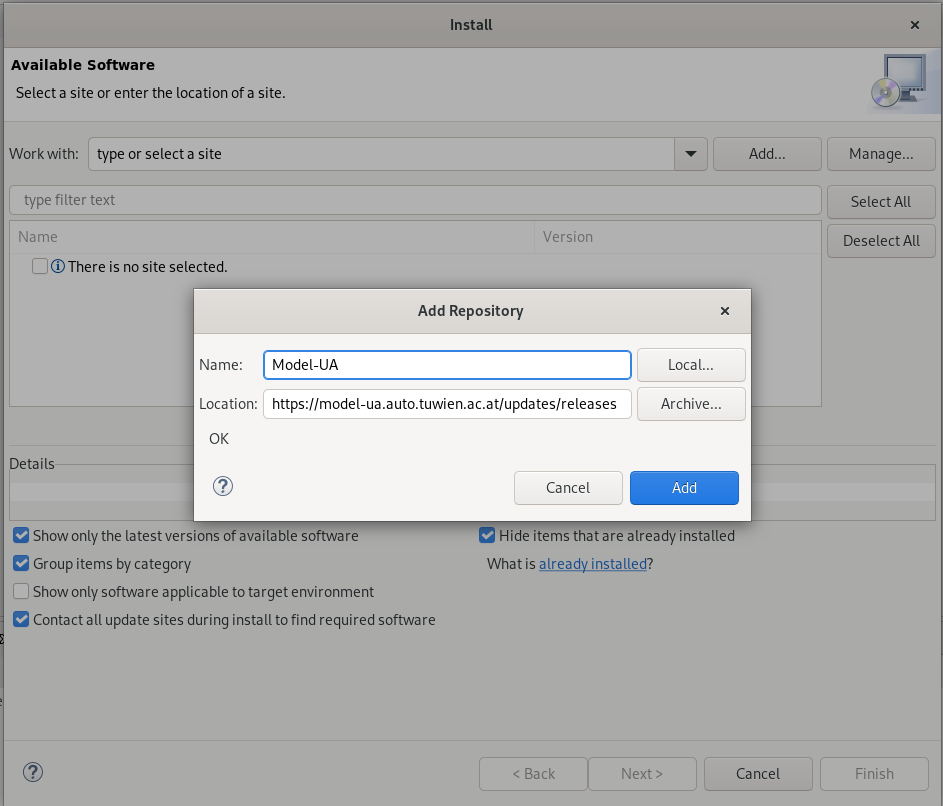 Install
Available Software
Select a site or enter the location of a site.
Work with: type or select a site Add... Manage...
type filter text Select All
Name Version Deselect All
There is no site selected.
Add Repository
Name: Model-UA Local...
Location: https://model-ua.auto.tuwien.ac.at/updates/releases Archive...
OK
Cancel Add
Details
Show only the latest versions of available software Hide items that are already installed
Group items by category What is already installed?
Show only software applicable to target environment
Contact all update sites during install to find required software
< Back Next > Cancel Finish